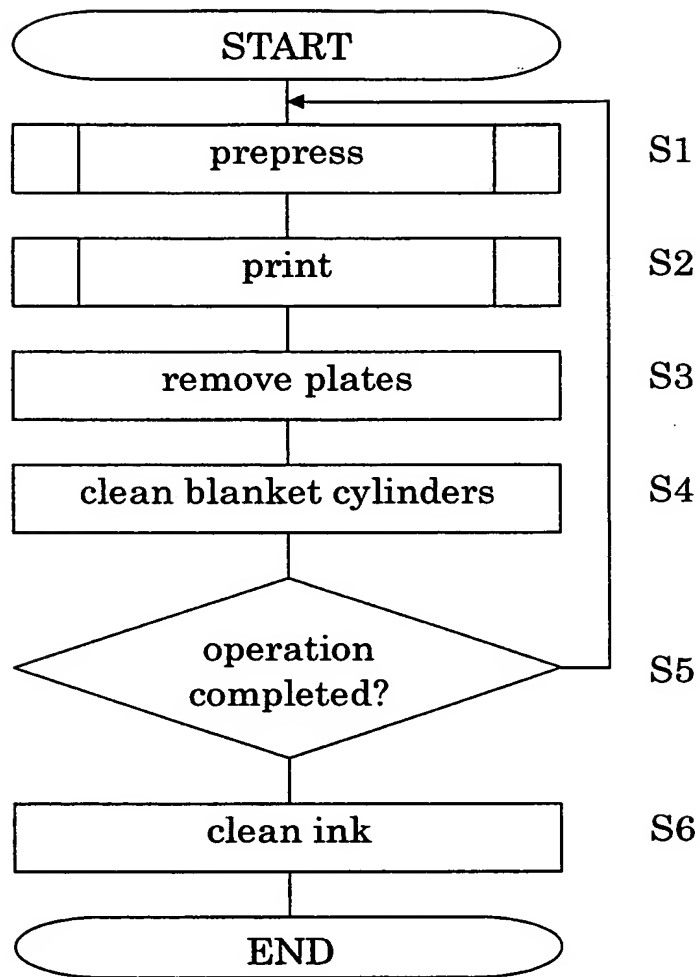 START
prepress S1
print S2
remove plates S3
clean blanket cylinders S4
operation
completed? S5
clean ink S6
END